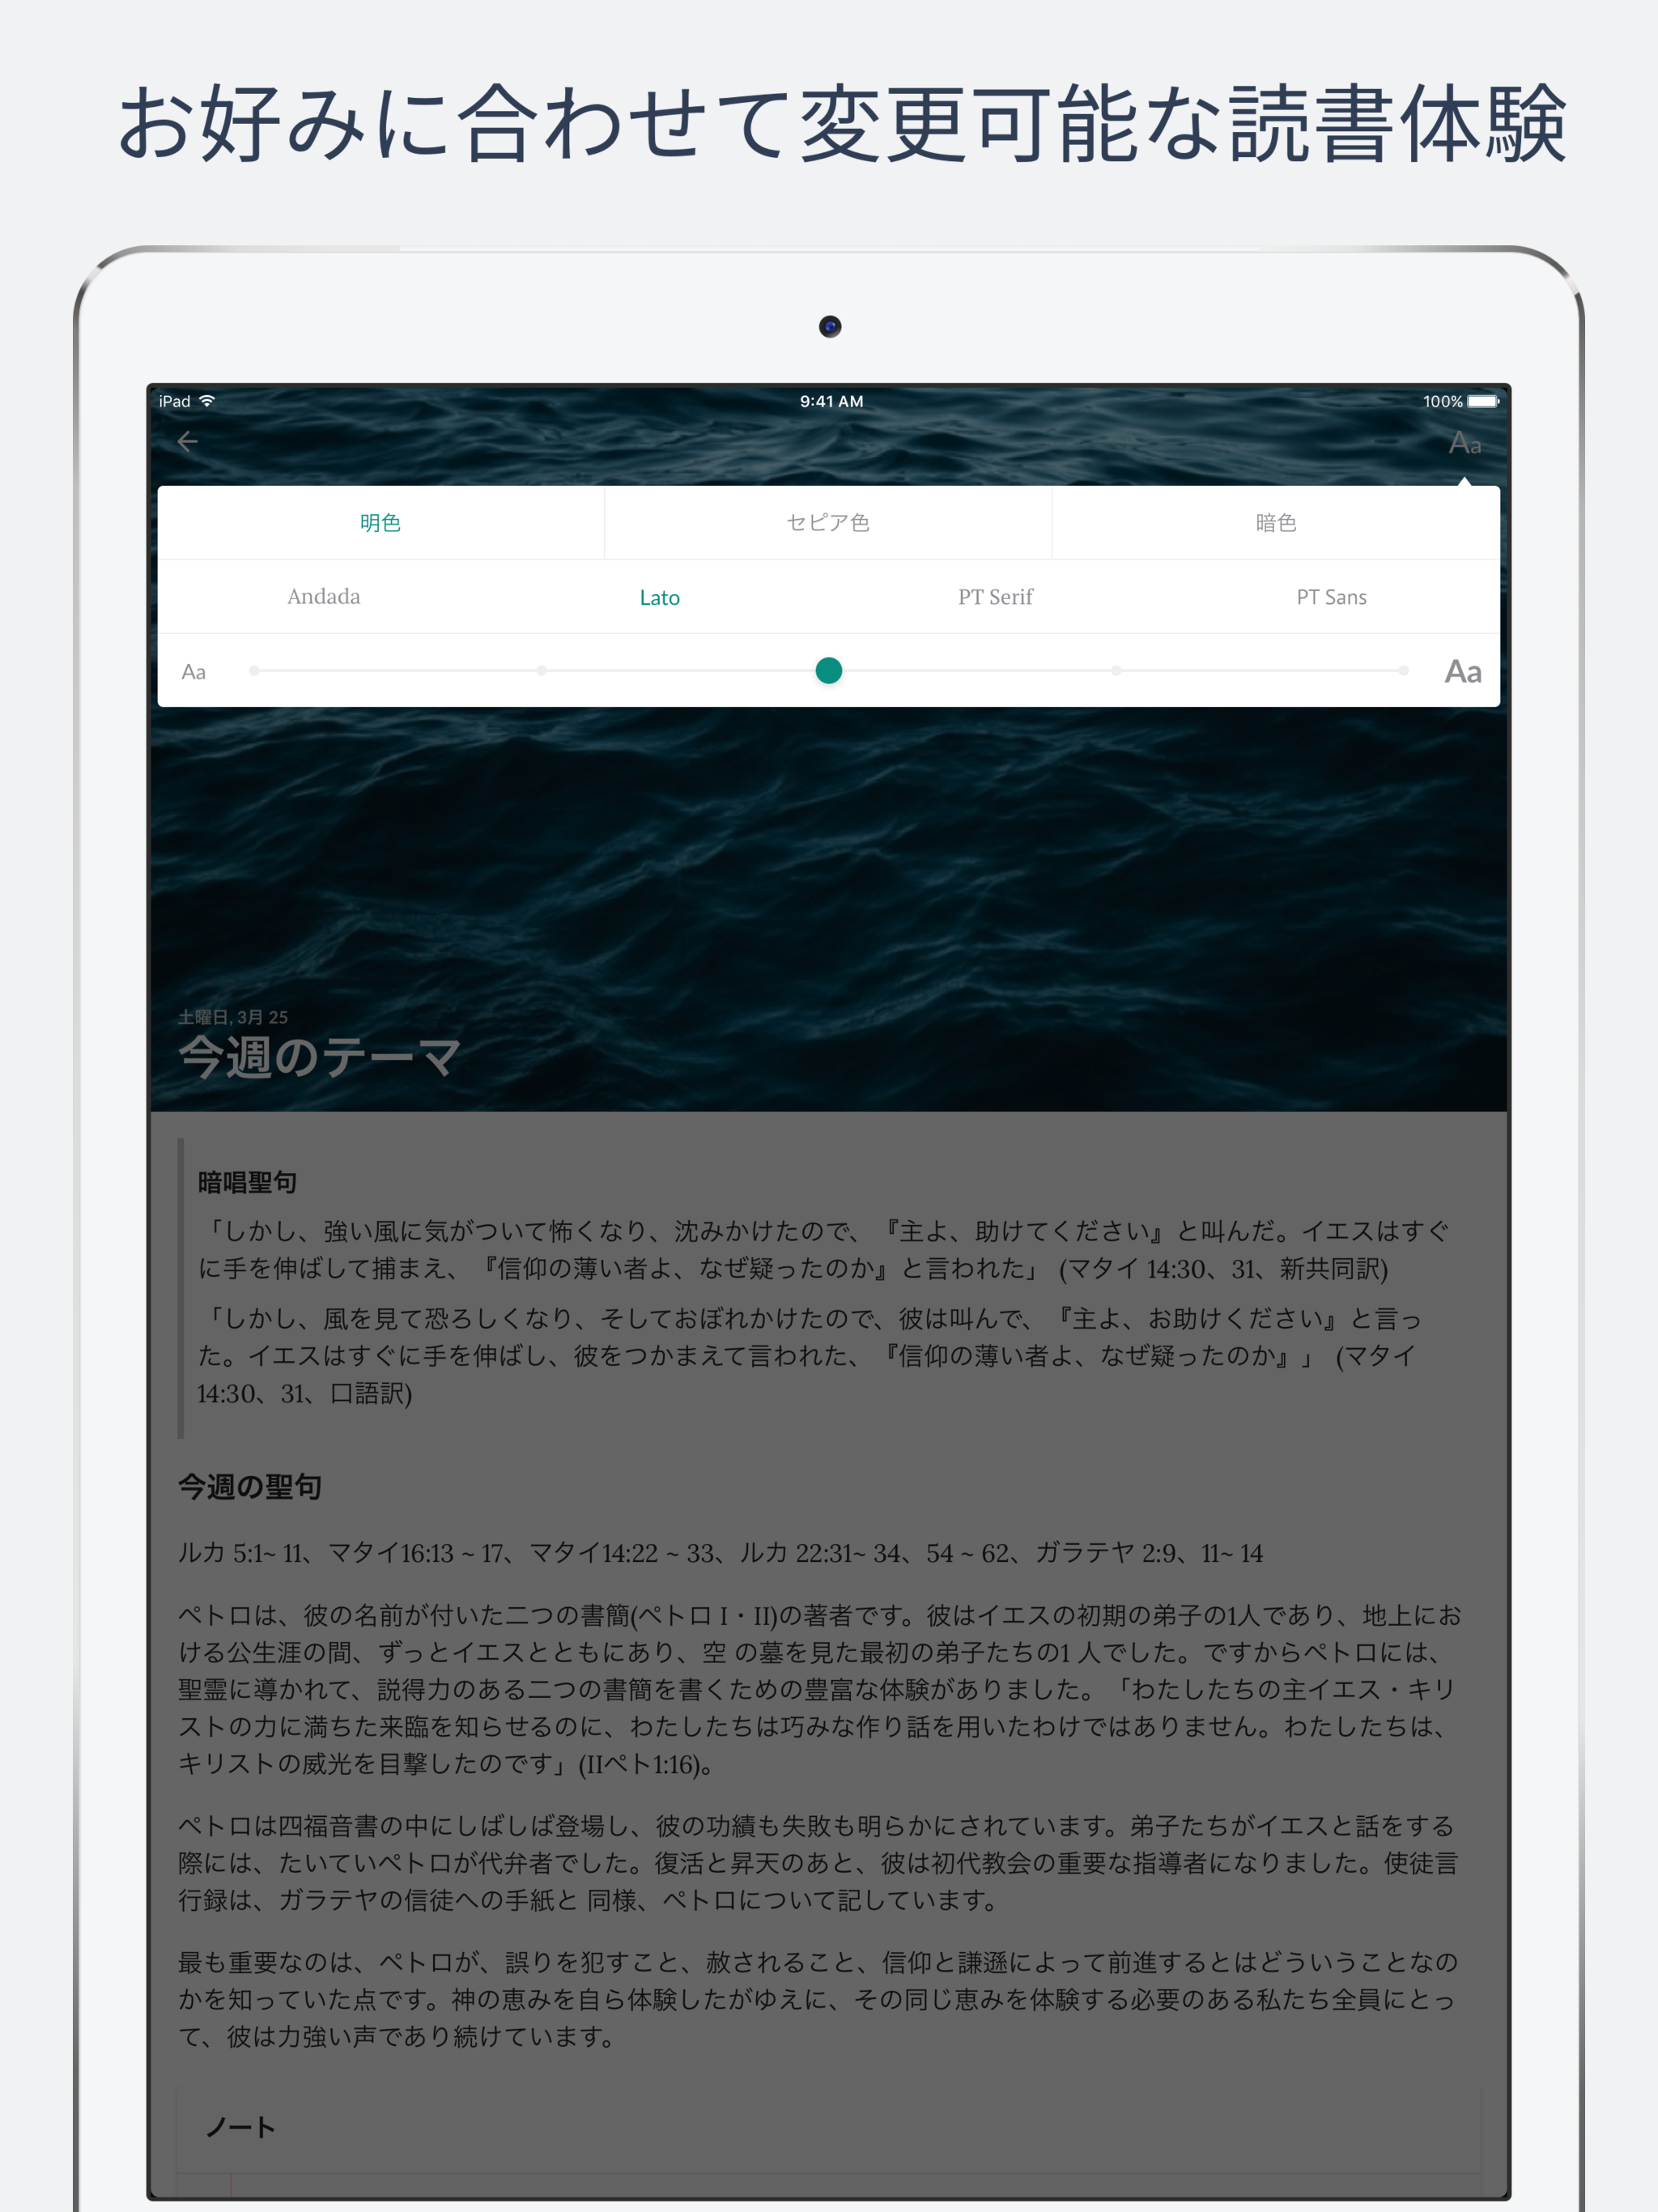 お好みに合わせて変更可能な読書体験
iPad 9:41 AM 100%
Aa
明色 セピア色 暗色
Andada Lato PT Serif PT Sans
Aa Aa
土曜日, 3月 25
今週のテーマ
暗唱聖句
「しかし、強い風に気がついて怖くなり、沈みかけたので、『主よ、助けてください』と叫んだ。イエスはすぐ
に手を伸ばして捕まえ、『信仰の薄い者よ、なぜ疑ったのか』と言われた」 (マタイ 14:30、31、新共同訳)
「しかし、風を見て恐ろしくなり、そしておぼれかけたので、彼は叫んで、『主よ、お助けください』と言っ
た。イエスはすぐに手を伸ばし、彼をつかまえて言われた、『信仰の薄い者よ、なぜ疑ったのか』」 (マタイ
14:30、31、口語訳)
今週の聖句
ルカ 5:1~ 11、マタイ16:13 ~ 17、マタイ14:22 ~ 33、ルカ 22:31~ 34、54 ~ 62、ガラテヤ 2:9、11~ 14
ペトロは、彼の名前が付いた二つの書簡(ペトロ I・II)の著者です。彼はイエスの初期の弟子の1人であり、地上にお
ける公生涯の間、ずっとイエスとともにあり、空 の墓を見た最初の弟子たちの1 人でした。ですからペトロには、
聖霊に導かれて、説得力のある二つの書簡を書くための豊富な体験がありました。「わたしたちの主イエス・キリ
ストの力に満ちた来臨を知らせるのに、わたしたちは巧みな作り話を用いたわけではありません。わたしたちは、
キリストの威光を目撃したのです」(IIペト1:16)。
ペトロは四福音書の中にしばしば登場し、彼の功績も失敗も明らかにされています。弟子たちがイエスと話をする
際には、たいていペトロが代弁者でした。復活と昇天のあと、彼は初代教会の重要な指導者になりました。使徒言
行録は、ガラテヤの信徒への手紙と 同様、ペトロについて記しています。
最も重要なのは、ペトロが、誤りを犯すこと、赦されること、信仰と謙遜によって前進するとはどういうことなの
かを知っていた点です。神の恵みを自ら体験したがゆえに、その同じ恵みを体験する必要のある私たち全員にとっ
て、彼は力強い声であり続けています。
ノート